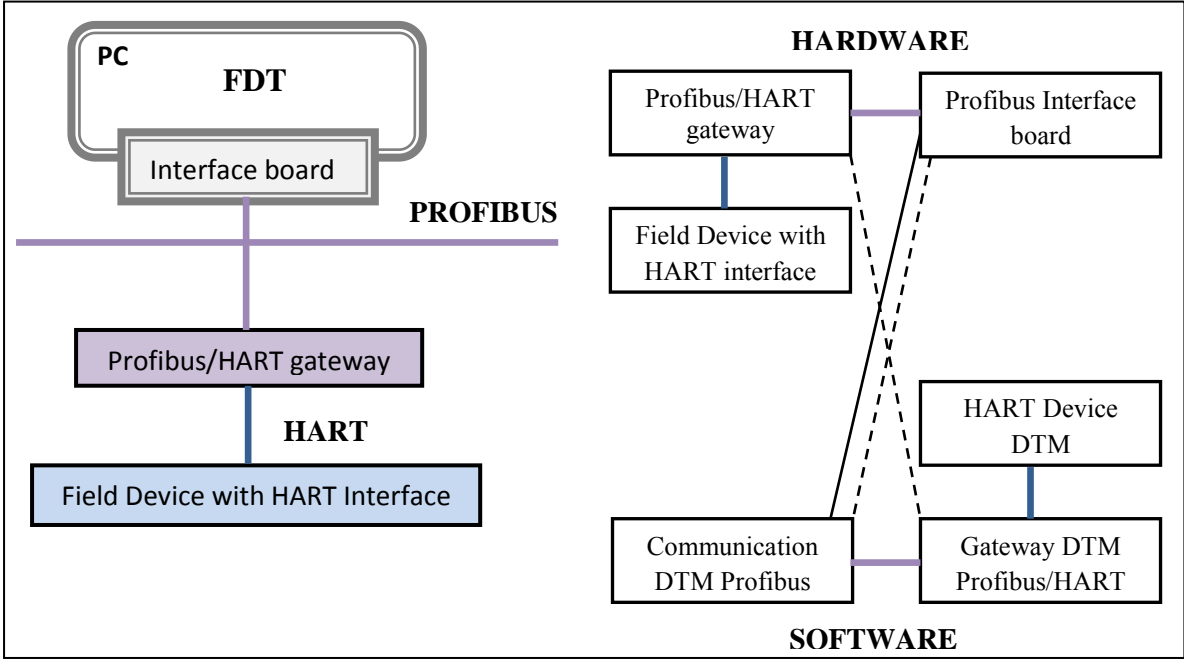 PC
FDT
Interface board
PROFIBUS
Profibus/HART gateway
HART
Field Device with HART Interface
HARDWARE
Profibus/HART
gateway
Profibus Interface
board
Field Device with
HART interface
HART Device
DTM
Communication
DTM Profibus
Gateway DTM
Profibus/HART
SOFTWARE